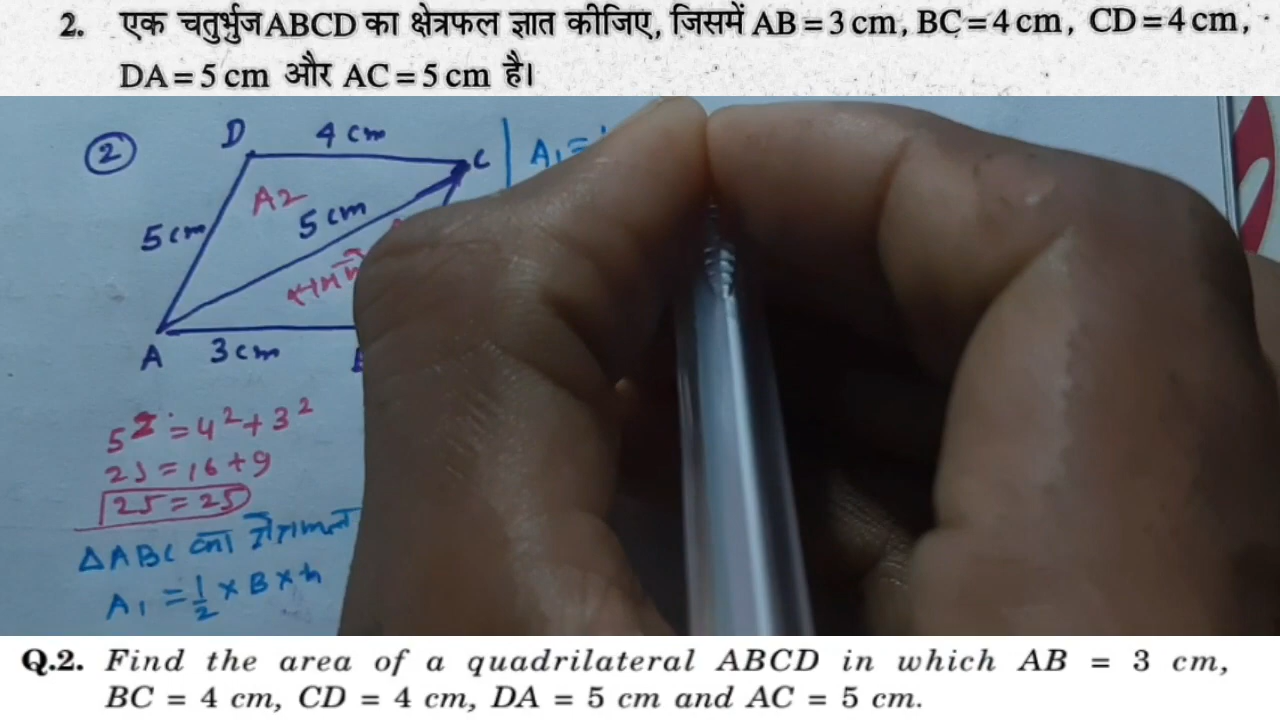 2. एक चतुर्भुज ABCD का क्षेत्रफल ज्ञात कीजिए, जिसमें AB = 3 cm, BC = 4 cm, CD = 4 cm,
DA = 5 cm और AC = 5 cm है।
2
D 4 cm C
A₁ =
A2
5 cm 5 cm
A 3 cm
5² = 4² + 3²
25 = 16 + 9
25 = 25
ΔABC का
A₁ = 1/2 × B × h
Q.2. Find the area of a quadrilateral ABCD in which AB = 3 cm,
BC = 4 cm, CD = 4 cm, DA = 5 cm and AC = 5 cm.